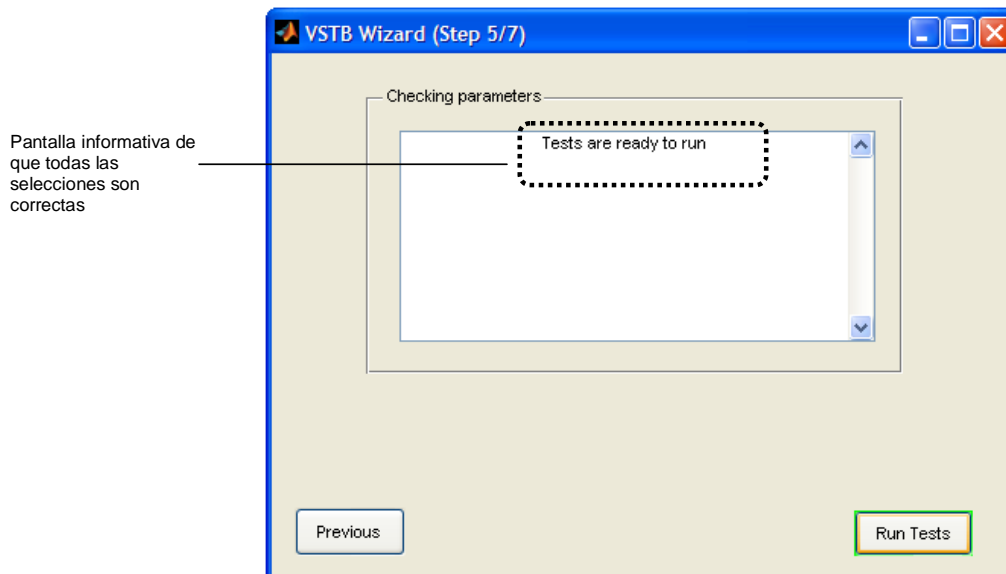 VSTB Wizard (Step 5/7)
Checking parameters
Tests are ready to run
Pantalla informativa de
que todas las
selecciones son
correctas
Previous
Run Tests